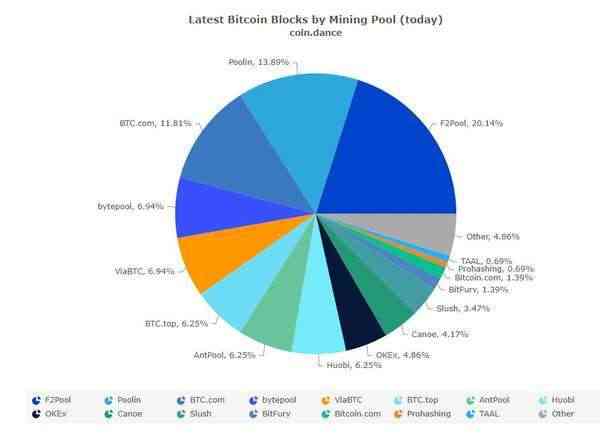 Latest Bitcoin Blocks by Mining Pool (today)
coin.dance
Poolin, 13.89%
F2Pool, 20.14%
BTC.com, 11.81%
bytepool, 6.94%
Other, 4.86%
TAAL, 0.69%
Prohashing, 0.69%
ViaBTC, 6.94%
Bitcoin.com, 1.39%
BitFury, 1.39%
Slush, 3.47%
BTC.top, 6.25%
Canoe, 4.17%
AntPool, 6.25%
OKEx, 4.86%
Huobi, 6.25%
F2Pool Poolin BTC.com bytepool ViaBTC BTC.top AntPool Huobi
OKEx Canoe Slush BitFury Bitcoin.com Prohashing TAAL Other